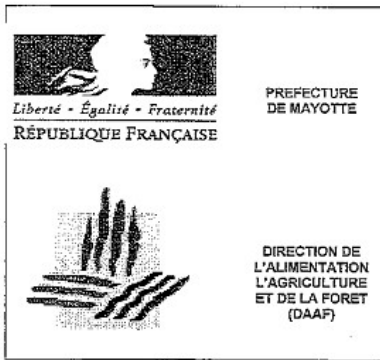 Liberté • Égalité • Fraternité
RÉPUBLIQUE FRANÇAISE
PREFECTURE
DE MAYOTTE
DIRECTION DE
L'ALIMENTATION
L'AGRICULTURE
ET DE LA FORET
(DAAF)